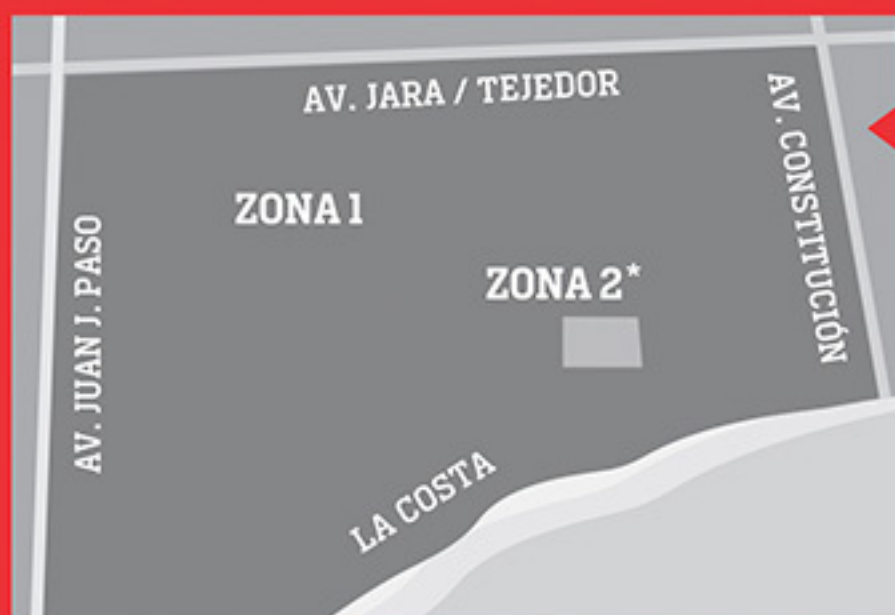 AV. JARA / TEJEDOR
AV. CONSTITUCIÓN
ZONA 1
AV. JUAN J. PASO
ZONA 2*
LA COSTA